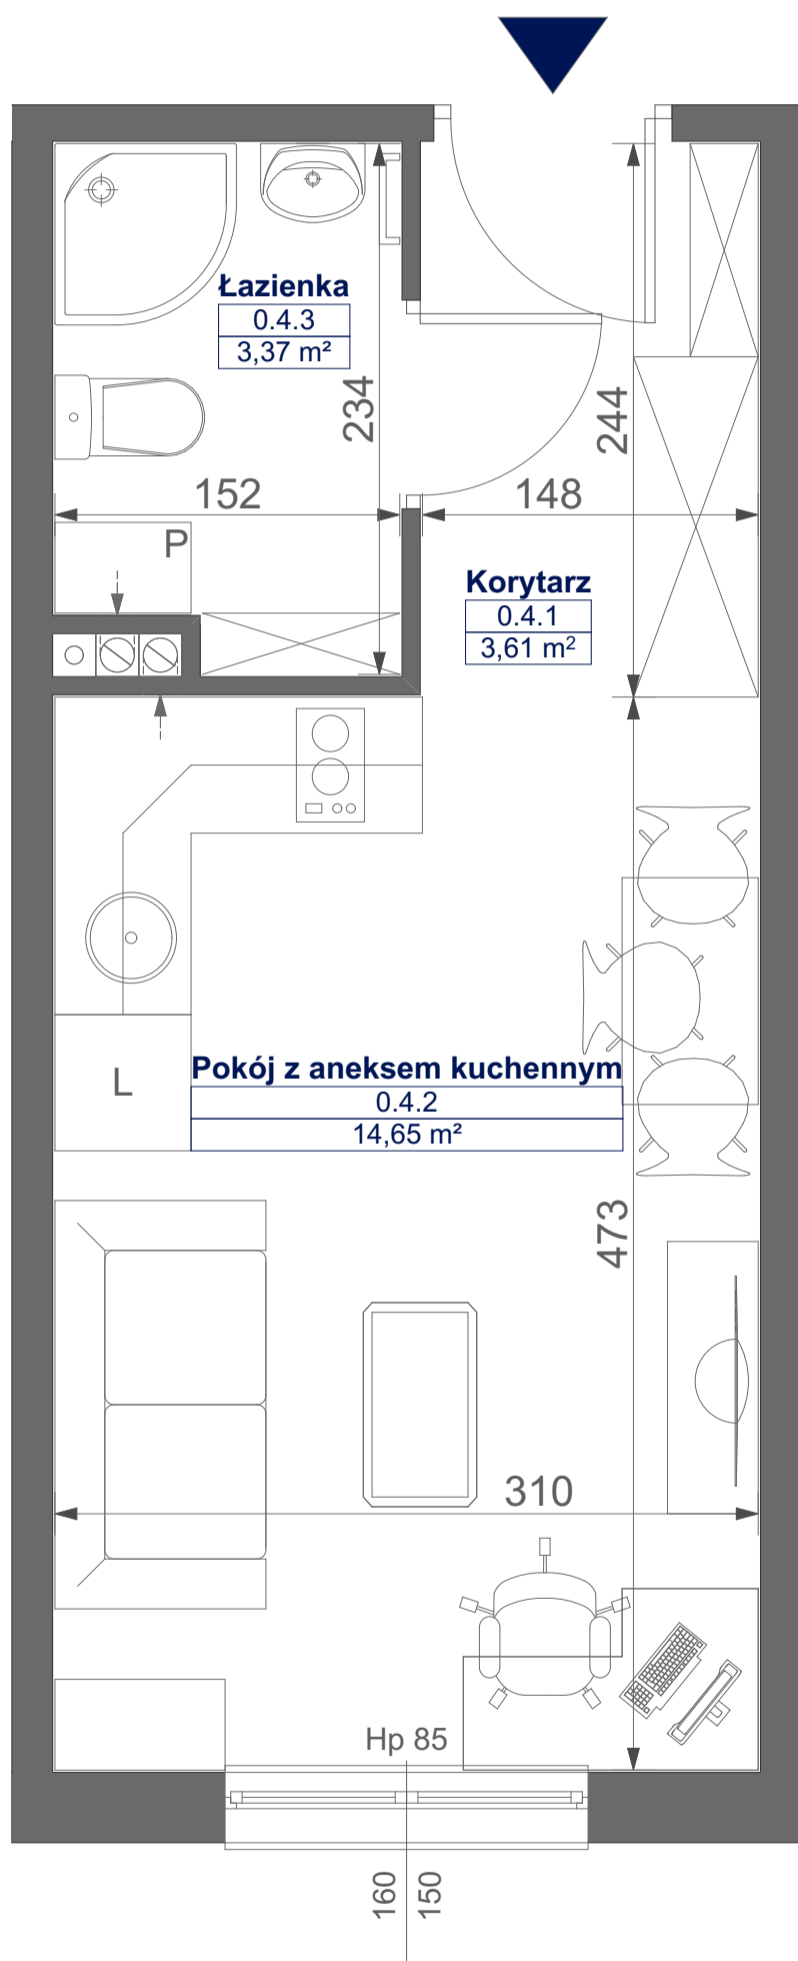 Łazienka
0.4.3
3,37 m²
234
244
152
148
P
Korytarz
0.4.1
3,61 m²
L
Pokój z aneksem kuchennym
0.4.2
14,65 m²
473
310
Hp 85
160
150